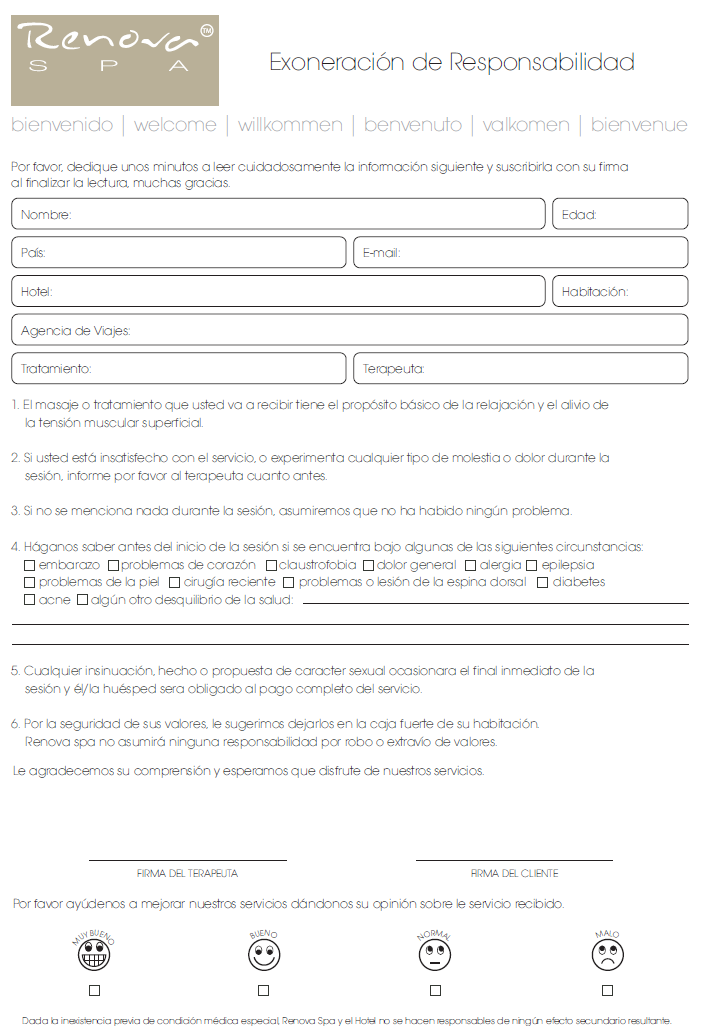 Renova™
SPA
Exoneración de Responsabilidad
bienvenido | welcome | willkommen | benvenuto | valkomen | bienvenue
Por favor, dedique unos minutos a leer cuidadosamente la información siguiente y suscribirla con su firma
al finalizar la lectura, muchas gracias.
Nombre: Edad:
País: E-mail:
Hotel: Habitación:
Agencia de Viajes:
Tratamiento: Terapeuta:
1. El masaje o tratamiento que usted va a recibir tiene el propósito básico de la relajación y el alivio de
la tensión muscular superficial.
2. Si usted está insatisfecho con el servicio, o experimenta cualquier tipo de molestia o dolor durante la
sesión, informe por favor al terapeuta cuanto antes.
3. Si no se menciona nada durante la sesión, asumiremos que no ha habido ningún problema.
4. Háganos saber antes del inicio de la sesión si se encuentra bajo algunas de las siguientes circunstancias:
embarazo problemas de corazón claustrofobia dolor general alergia epilepsia
problemas de la piel cirugía reciente problemas o lesión de la espina dorsal diabetes
acne algún otro desquilibrio de la salud:
5. Cualquier insinuación, hecho o propuesta de caracter sexual ocasionara el final inmediato de la
sesión y él/la huésped sera obligado al pago completo del servicio.
6. Por la seguridad de sus valores, le sugerimos dejarlos en la caja fuerte de su habitación.
Renova spa no asumirá ninguna responsabilidad por robo o extravío de valores.
Le agradecemos su comprensión y esperamos que disfrute de nuestros servicios.
FIRMA DEL TERAPEUTA FIRMA DEL CLIENTE
Por favor ayúdenos a mejorar nuestros servicios dándonos su opinión sobre le servicio recibido.
MUY BUENO BUENO NORMAL MALO
Dada la inexistencia previa de condición médica especial, Renova Spa y el Hotel no se hacen responsables de ningún efecto secundario resultante.